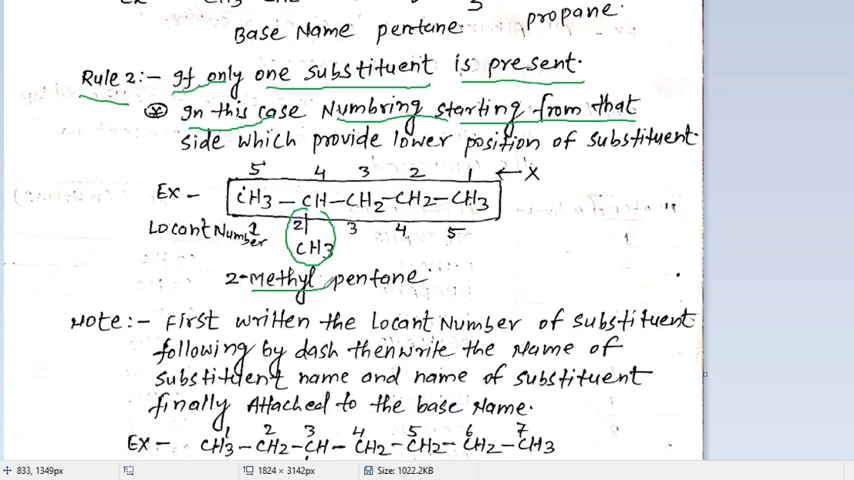 Base Name pentane propane.
Rule 2:- If only one substituent is present.
In this case Numbring starting from that
side which provide lower position of substituent.
5 4 3 2 1 ← X
Ex - CH3 - CH - CH2 - CH2 - CH3
Locant Number 1 2 3 4 5
CH3
2-methyl pentane.
Note:- First written the Locant Number of substituent
following by dash then write the Name of
substituent name and name of substituent
finally Attached to the base Name.
1 2 3 4 5 6 7
Ex - CH3 - CH2 - CH - CH2 - CH2 - CH2 - CH3
833, 1349px 1824 × 3142px Size: 1022.2KB